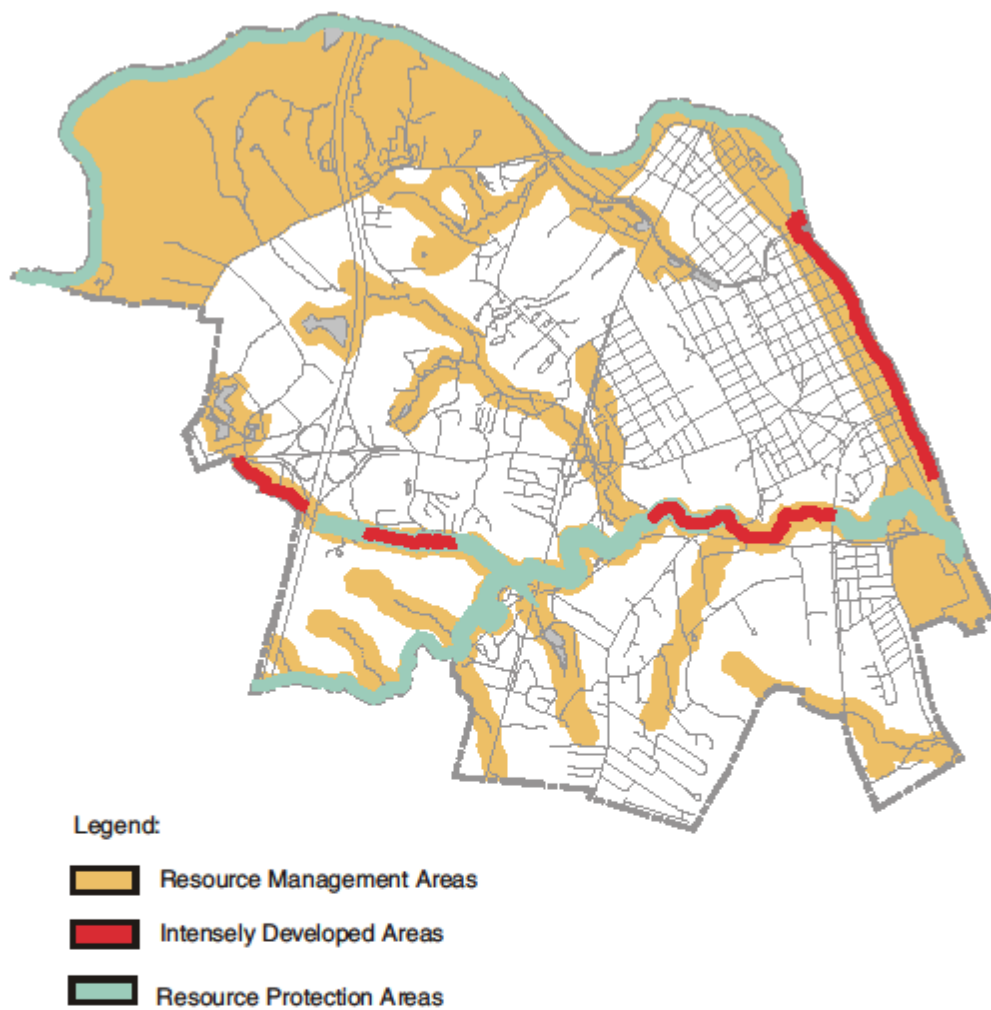 Legend:
Resource Management Areas
Intensely Developed Areas
Resource Protection Areas